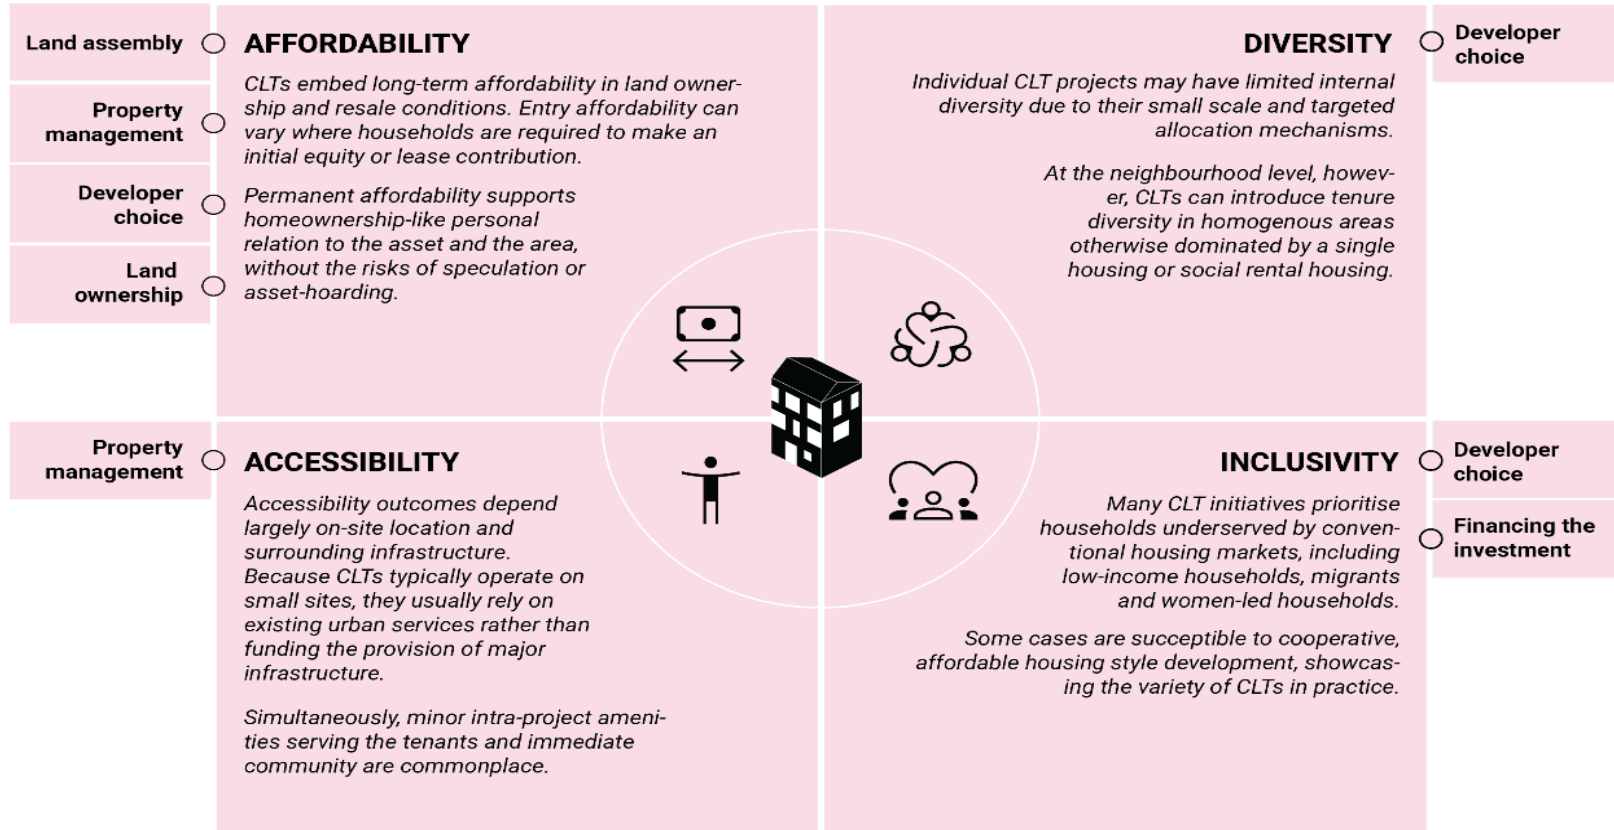 Land assembly
Property
management
Developer
choice
Land
ownership
AFFORDABILITY
CLTs embed long-term affordability in land owner-
ship and resale conditions. Entry affordability can
vary where households are required to make an
initial equity or lease contribution.
Permanent affordability supports
homeownership-like personal
relation to the asset and the area,
without the risks of speculation or
asset-hoarding.
DIVERSITY
Individual CLT projects may have limited internal
diversity due to their small scale and targeted
allocation mechanisms.
At the neighbourhood level, howev-
er, CLTs can introduce tenure
diversity in homogenous areas
otherwise dominated by a single
housing or social rental housing.
Developer
choice
Property
management
ACCESSIBILITY
Accessibility outcomes depend
largely on-site location and
surrounding infrastructure.
Because CLTs typically operate on
small sites, they usually rely on
existing urban services rather than
funding the provision of major
infrastructure.
Simultaneously, minor intra-project ameni-
ties serving the tenants and immediate
community are commonplace.
INCLUSIVITY
Many CLT initiatives prioritise
households underserved by conven-
tional housing markets, including
low-income households, migrants
and women-led households.
Some cases are susceptible to cooperative,
affordable housing style development, showcas-
ing the variety of CLTs in practice.
Developer
choice
Financing the
investment